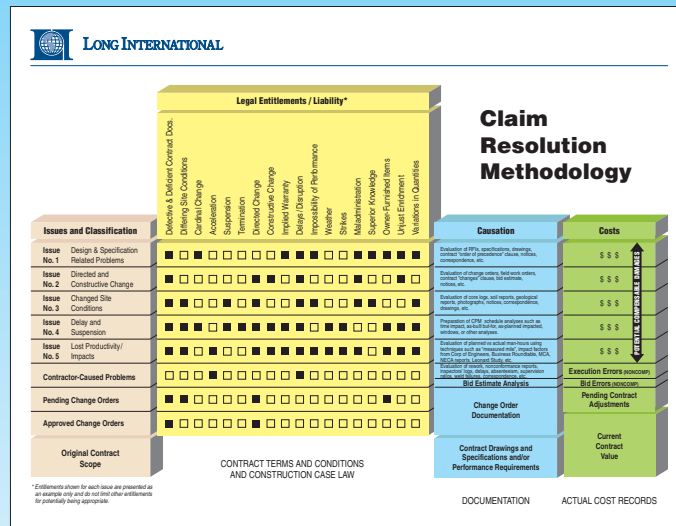 LONG INTERNATIONAL
Claim
Resolution
Methodology
Legal Entitlements / Liability*
Defective & Deficient Contract Docs.
Differing Site Conditions
Cardinal Change
Acceleration
Suspension
Termination
Directed Change
Constructive Change
Implied Warranty
Delays/Disruption
Impossibility of Performance
Weather
Strikes
Maladministration
Superior Knowledge
Owner-Furnished Items
Unjust Enrichment
Variations in Quantities
Issues and Classification
Causation
Costs
Issue Design & Specification
No. 1 Related Problems
Evaluation of RFIs, specifications, drawings,
contract "order of precedence" clause, notices,
correspondence, etc.
$ $ $
Issue Directed and
No. 2 Constructive Change
Evaluation of change orders, field work orders,
contract "changes" clause, bid estimate,
notices, etc.
$ $ $
Issue Changed Site
No. 3 Conditions
Evaluation of core logs, soil reports, geological
reports, photographs, notices, correspondence,
drawings, etc.
$ $ $
Issue Delay and
No. 4 Suspension
Preparation of CPM schedule analyses such as
time impact, as-built but-for, as-planned impacted,
windows, or other analyses.
$ $ $
Issue Lost Productivity/
No. 5 Impacts
Evaluation of planned vs actual man-hours using
techniques such as "measured mile", impact factors
from Corp of Engineers, Business Roundtable, MCA,
NECA reports, Leonard Study, etc.
$ $ $
POTENTIAL COMPENSABLE DAMAGES
Contractor-Caused Problems
Evaluation of rework, nonconformance reports,
inspectors' logs, delays, absenteeism, supervision
ratios, weld failures, correspondence, etc.
Execution Errors (NONCOMP)
Bid Estimate Analysis
Bid Errors (NONCOMP)
Pending Change Orders
Change Order
Documentation
Pending Contract
Adjustments
Approved Change Orders
Original Contract
Scope
Contract Drawings and
Specifications and/or
Performance Requirements
Current
Contract
Value
CONTRACT TERMS AND CONDITIONS
AND CONSTRUCTION CASE LAW
DOCUMENTATION
ACTUAL COST RECORDS
* Entitlements shown for each issue are presented as
an example only and do not limit other entitlements
for potentially being appropriate.